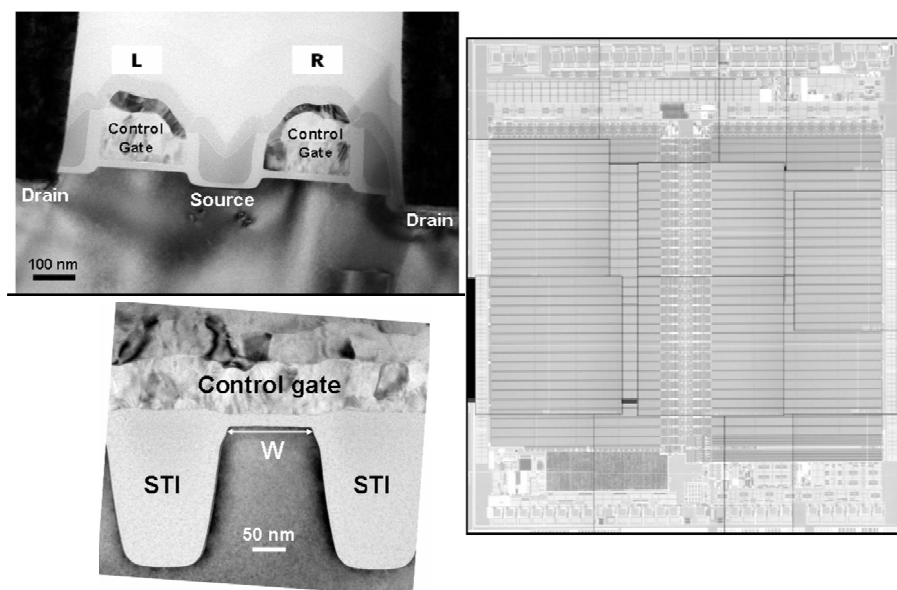 L
R
Control
Gate
Control
Gate
Drain
Source
Drain
100 nm
Control gate
W
STI
STI
50 nm